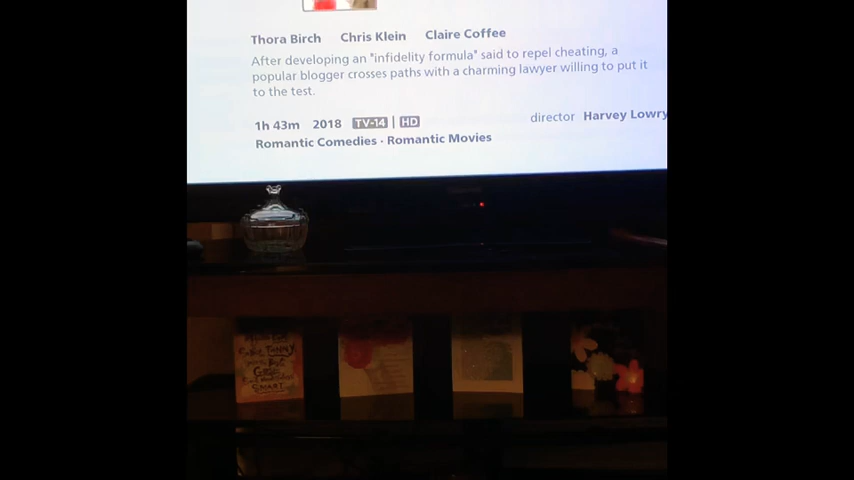 Thora Birch Chris Klein Claire Coffee
After developing an "infidelity formula" said to repel cheating, a
popular blogger crosses paths with a charming lawyer willing to put it
to the test.
1h 43m 2018 TV-14 | HD
director Harvey Lowry
Romantic Comedies · Romantic Movies
SMART